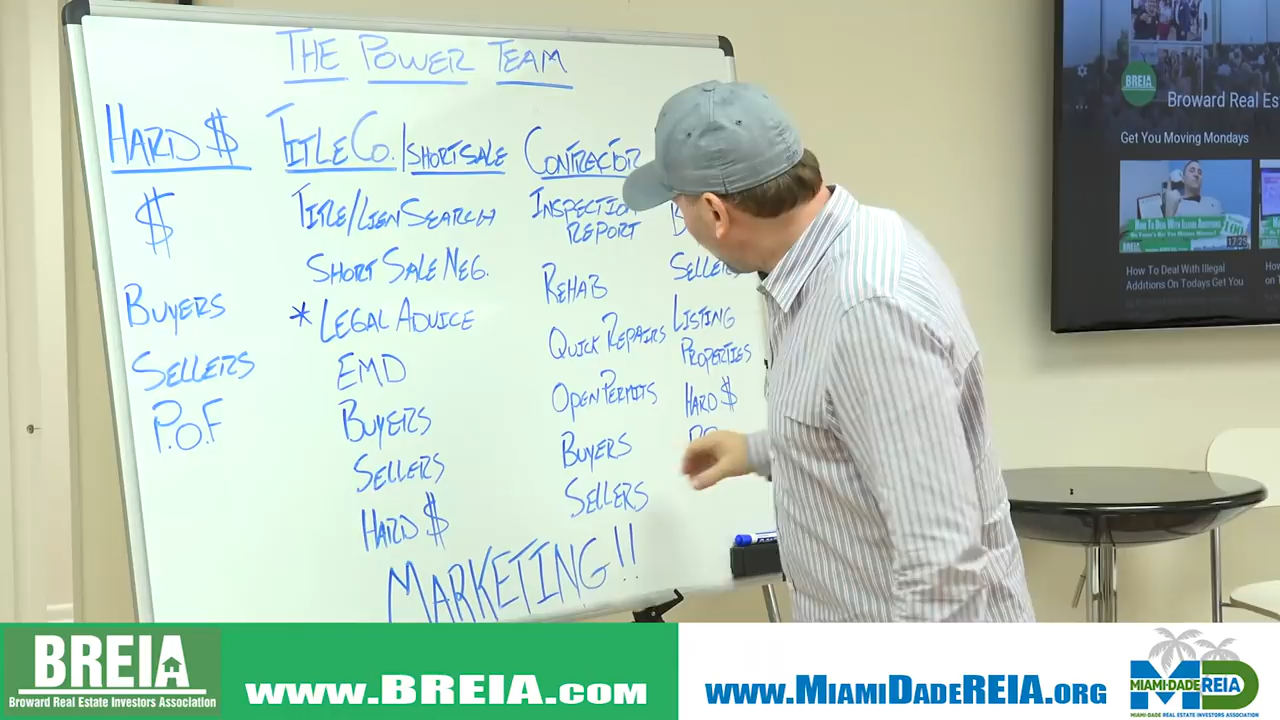 THE POWER TEAM
HARD $
$
BUYERS
SELLERS
P.O.F
TITLE CO./SHORT SALE
TITLE/LIEN SEARCH
SHORT SALE NEG.
* LEGAL ADVICE
EMD
BUYERS
SELLERS
HARD $
CONTRACTOR
INSPECTION
REPORT
REHAB
QUICK REPAIRS
OPEN PERMITS
BUYERS
SELLERS
SELLERS
LISTING
PROPERTIES
HARD $
MARKETING!!
BREIA
Broward Real Es
Get You Moving Mondays
17:25
How To Deal With Illegal
Additions On Todays Get You
on T
BREIA
Broward Real Estate Investors Association
www.BREIA.com
www.MiamiDadeREIA.org
MD
MIAMI-DADE REIA
MIAMI-DADE REAL ESTATE INVESTORS ASSOCIATION